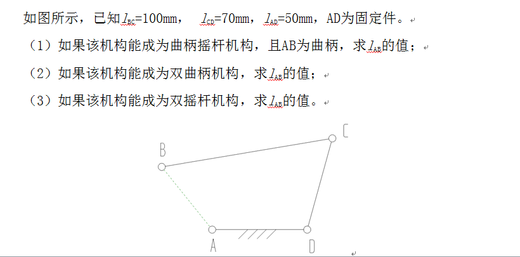 如图所示，已知lBC=100mm， lCD=70mm，lAD=50mm，AD为固定件。
（1）如果该机构能成为曲柄摇杆机构，且AB为曲柄，求lAB的值；
（2）如果该机构能成为双曲柄机构，求lAB的值；
（3）如果该机构能成为双摇杆机构，求lAB的值。
C
B
A
D